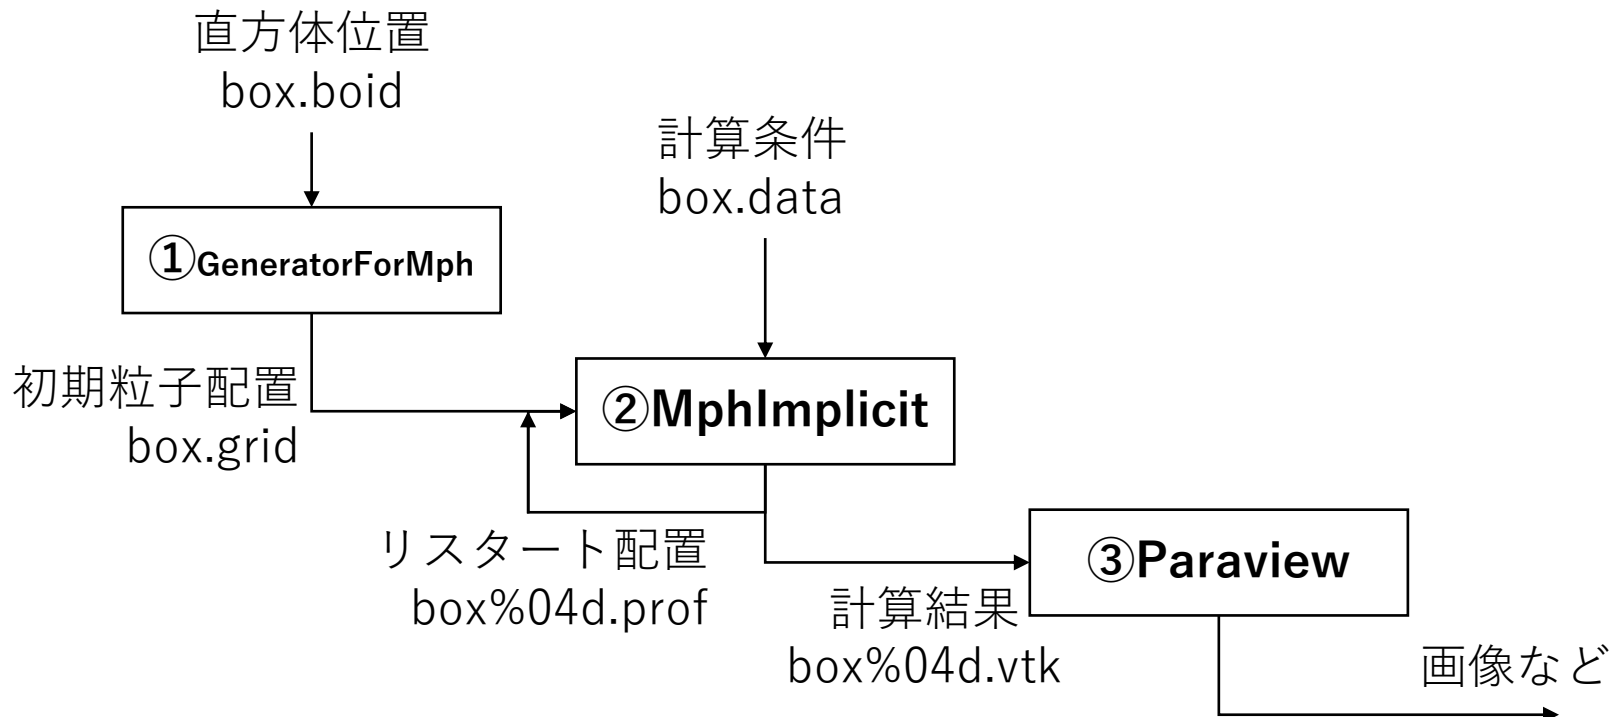 直方体位置
box.boid
計算条件
box.data
①GeneratorForMph
初期粒子配置
box.grid
②MphImplicit
リスタート配置
box%04d.prof
③Paraview
計算結果
box%04d.vtk
画像など